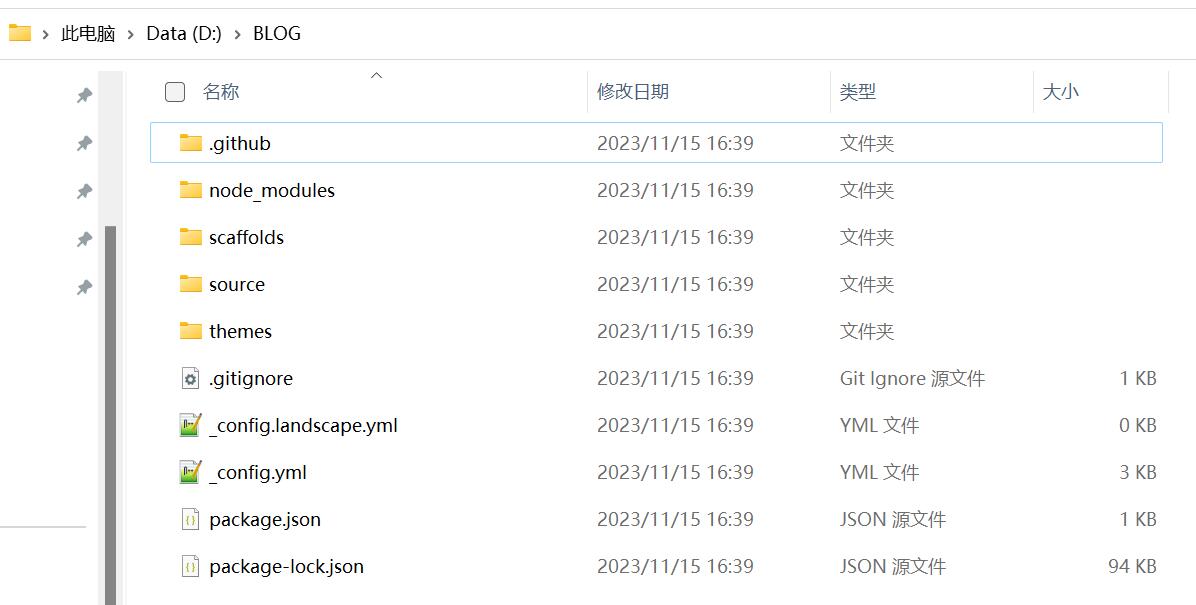 此电脑 > Data (D:) > BLOG
名称 修改日期 类型 大小
.github 2023/11/15 16:39 文件夹
node_modules 2023/11/15 16:39 文件夹
scaffolds 2023/11/15 16:39 文件夹
source 2023/11/15 16:39 文件夹
themes 2023/11/15 16:39 文件夹
.gitignore 2023/11/15 16:39 Git Ignore 源文件 1 KB
_config.landscape.yml 2023/11/15 16:39 YML 文件 0 KB
_config.yml 2023/11/15 16:39 YML 文件 3 KB
package.json 2023/11/15 16:39 JSON 源文件 1 KB
package-lock.json 2023/11/15 16:39 JSON 源文件 94 KB